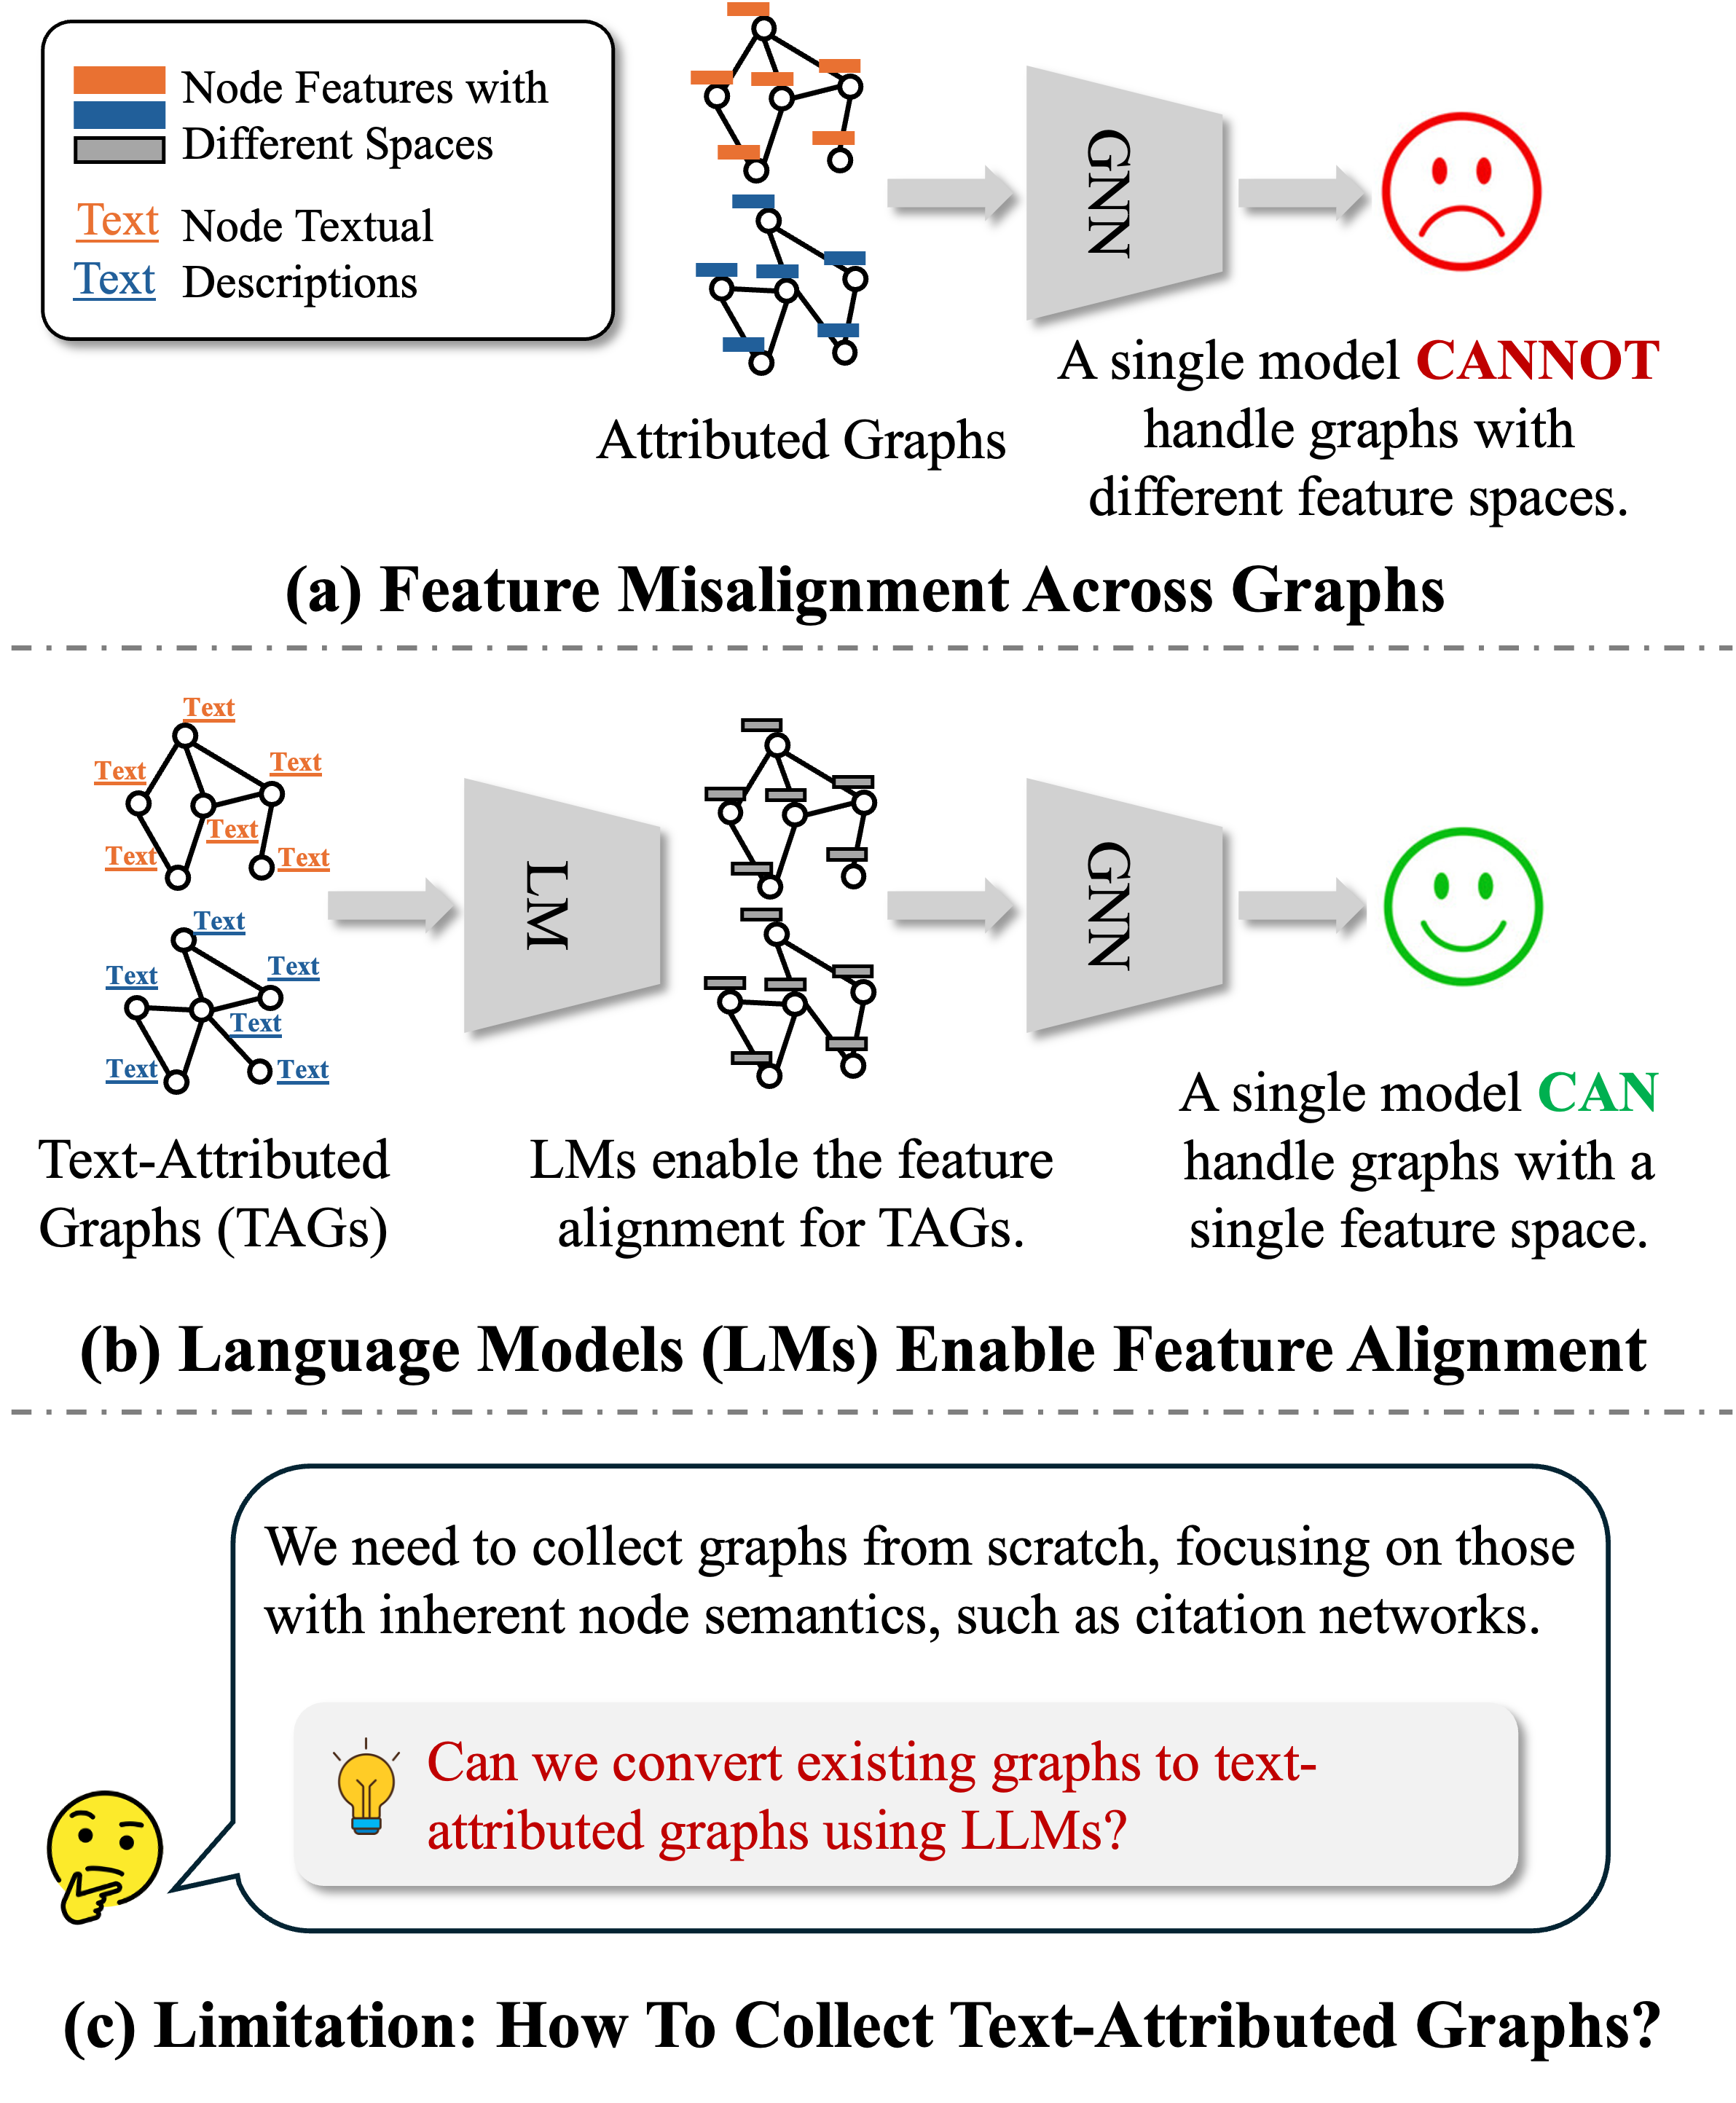 Node Features with
Different Spaces
Text Node Textual
Text Descriptions
GNN
Attributed Graphs
A single model CANNOT
handle graphs with
different feature spaces.
(a) Feature Misalignment Across Graphs
Text
Text
Text
Text
Text
Text
Text
Text
Text
Text
Text
Text
LM
GNN
Text-Attributed
Graphs (TAGs)
LMs enable the feature
alignment for TAGs.
A single model CAN
handle graphs with a
single feature space.
(b) Language Models (LMs) Enable Feature Alignment
We need to collect graphs from scratch, focusing on those
with inherent node semantics, such as citation networks.
Can we convert existing graphs to text-
attributed graphs using LLMs?
(c) Limitation: How To Collect Text-Attributed Graphs?